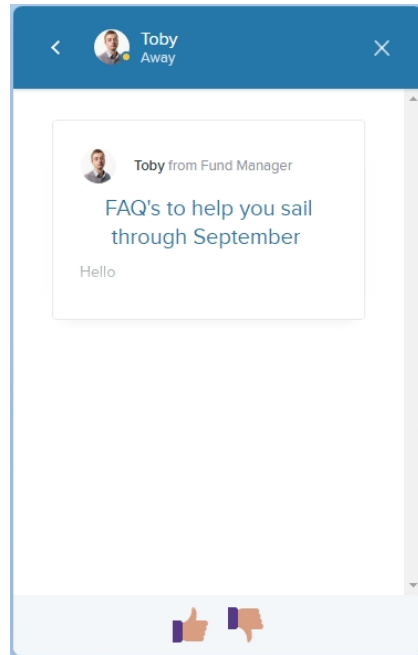 Toby
Away
Toby from Fund Manager
FAQ's to help you sail
through September
Hello